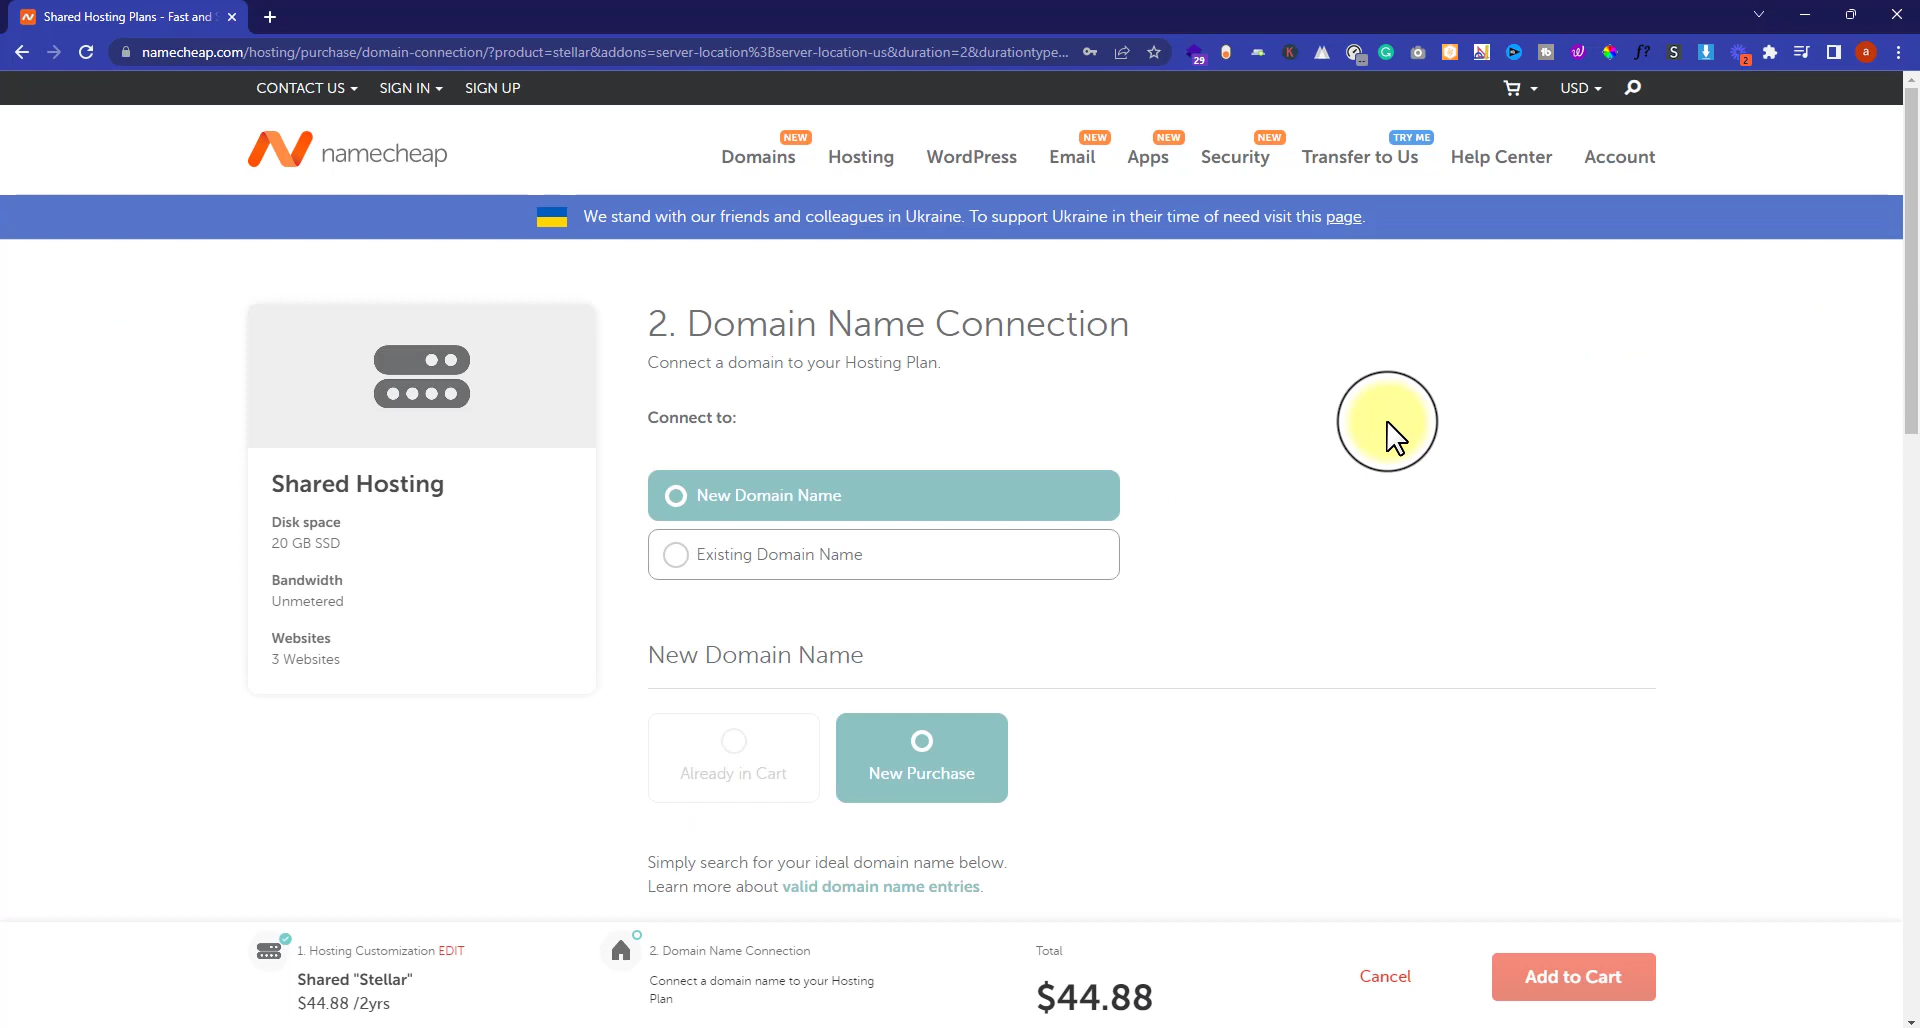 Shared Hosting Plans - Fast and S
namecheap.com/hosting/purchase/domain-connection/?product=stellar&addons=server-location%3Bserver-location-us&duration=2&durationtype...
29
2
a
CONTACT US
SIGN IN
SIGN UP
USD
namecheap
NEW
NEW
NEW
NEW
TRY ME
Domains
Hosting
WordPress
Email
Apps
Security
Transfer to Us
Help Center
Account
We stand with our friends and colleagues in Ukraine. To support Ukraine in their time of need visit this page.
2. Domain Name Connection
Connect a domain to your Hosting Plan.
Connect to:
New Domain Name
Existing Domain Name
Shared Hosting
Disk space
20 GB SSD
Bandwidth
Unmetered
Websites
3 Websites
New Domain Name
Already in Cart
New Purchase
Simply search for your ideal domain name below.
Learn more about valid domain name entries.
1. Hosting Customization EDIT
Shared "Stellar"
$44.88 /2yrs
2. Domain Name Connection
Connect a domain name to your Hosting
Plan
Total
$44.88
Cancel
Add to Cart